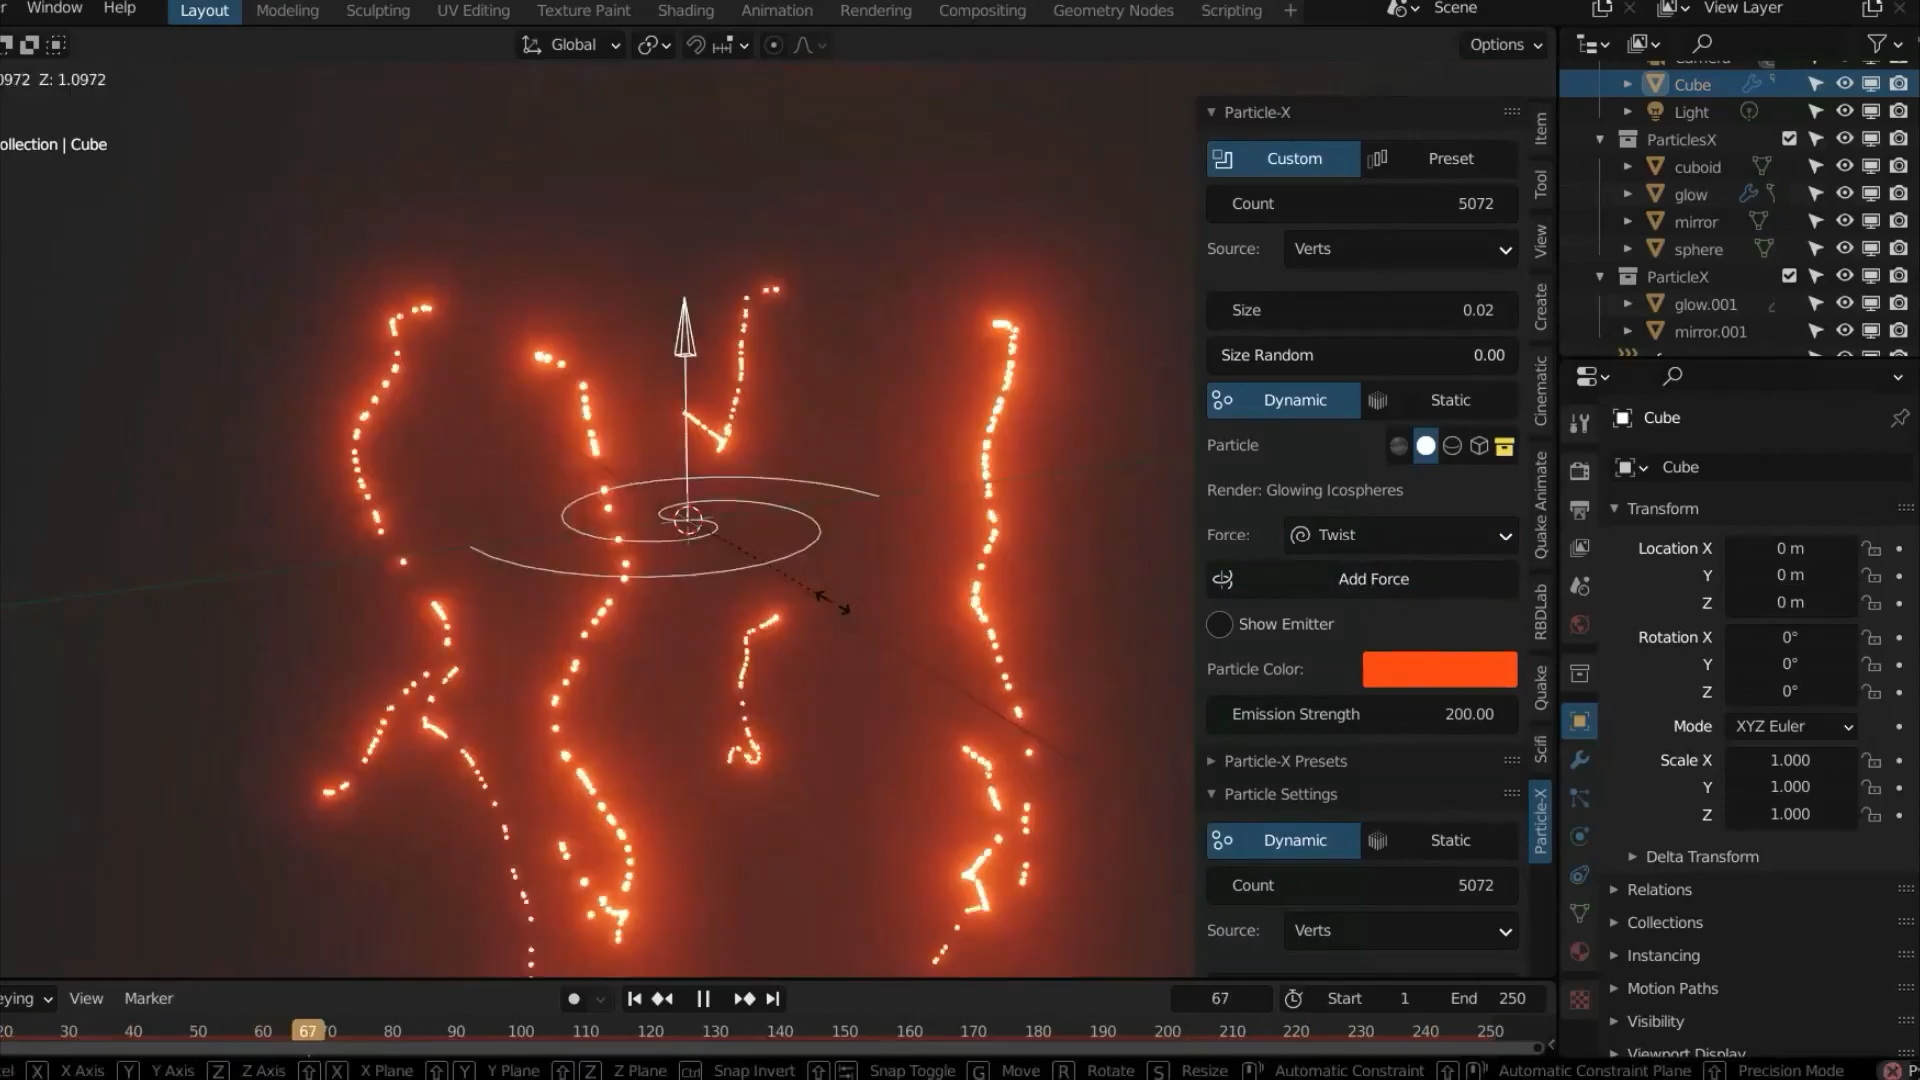 Window Help Layout Modeling Sculpting UV Editing Texture Paint Shading Animation Rendering Compositing Geometry Nodes Scripting + Scene View Layer
Global Options
0972 Z: 1.0972
ollection | Cube
Particle-X
Custom Preset
Count 5072
Source: Verts
Size 0.02
Size Random 0.00
Dynamic Static
Particle
Render: Glowing Icospheres
Force: Twist
Add Force
Show Emitter
Particle Color:
Emission Strength 200.00
Particle-X Presets
Particle Settings
Dynamic Static
Count 5072
Source: Verts
Item
Tool
View
Create
Cinematic
Quake Animate
RBDLab
Quake
Scifi
Particle-X
Camera
Cube
Light
ParticlesX
cuboid
glow
mirror
sphere
ParticleX
glow.001
mirror.001
Cube
Cube
Transform
Location X 0 m
Y 0 m
Z 0 m
Rotation X 0°
Y 0°
Z 0°
Mode XYZ Euler
Scale X 1.000
Y 1.000
Z 1.000
Delta Transform
Relations
Collections
Instancing
Motion Paths
Visibility
Viewport Display
eying View Marker 67 Start 1 End 250
20 30 40 50 60 67 70 80 90 100 110 120 130 140 150 160 170 180 190 200 210 220 230 240 250
el X X Axis Y Y Axis Z Z Axis X X Plane Y Y Plane Z Z Plane Ctrl Snap Invert Snap Toggle G Move R Rotate S Resize Automatic Constraint Automatic Constraint Plane Precision Mode